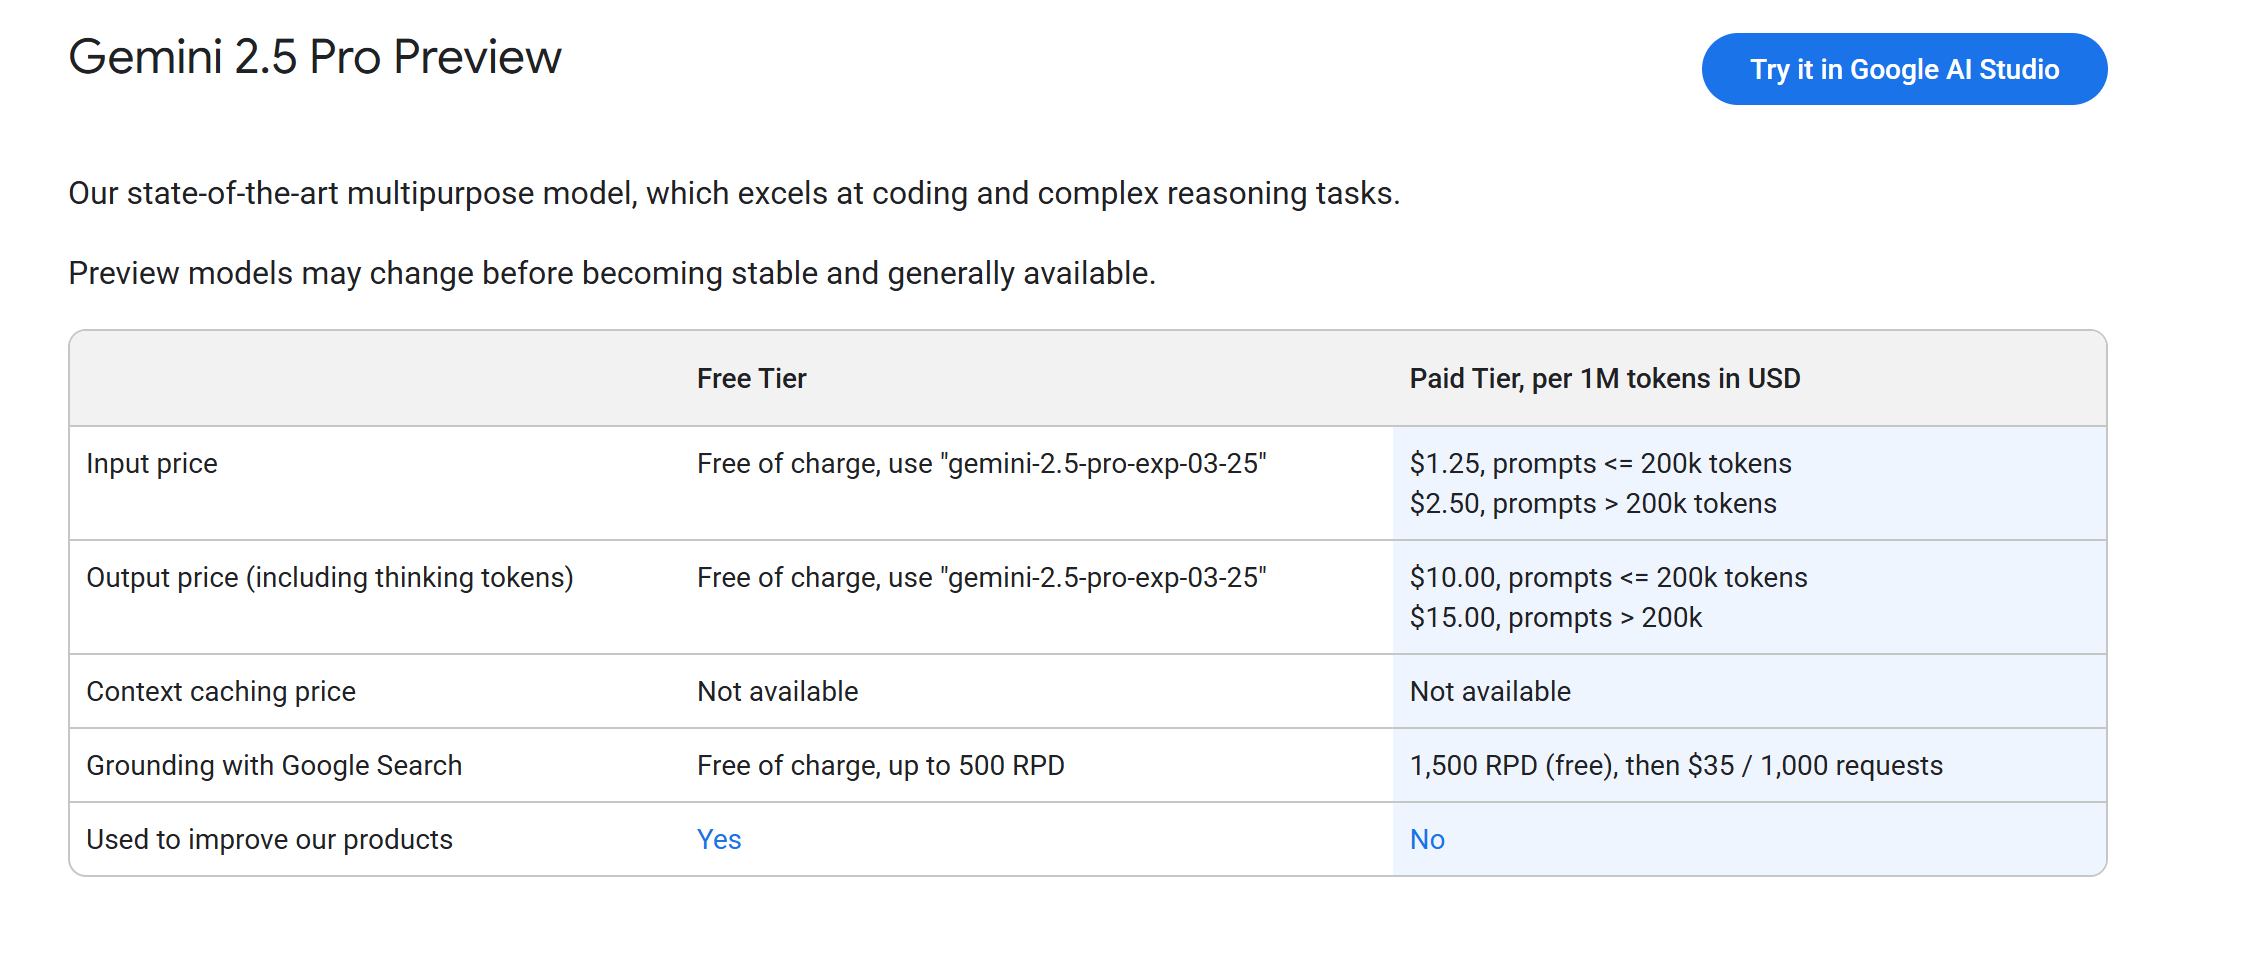 Gemini 2.5 Pro Preview
Try it in Google AI Studio
Our state-of-the-art multipurpose model, which excels at coding and complex reasoning tasks.
Preview models may change before becoming stable and generally available.
Free Tier
Paid Tier, per 1M tokens in USD
Input price
Free of charge, use "gemini-2.5-pro-exp-03-25"
$1.25, prompts <= 200k tokens
$2.50, prompts > 200k tokens
Output price (including thinking tokens)
Free of charge, use "gemini-2.5-pro-exp-03-25"
$10.00, prompts <= 200k tokens
$15.00, prompts > 200k
Context caching price
Not available
Not available
Grounding with Google Search
Free of charge, up to 500 RPD
1,500 RPD (free), then $35 / 1,000 requests
Used to improve our products
Yes
No